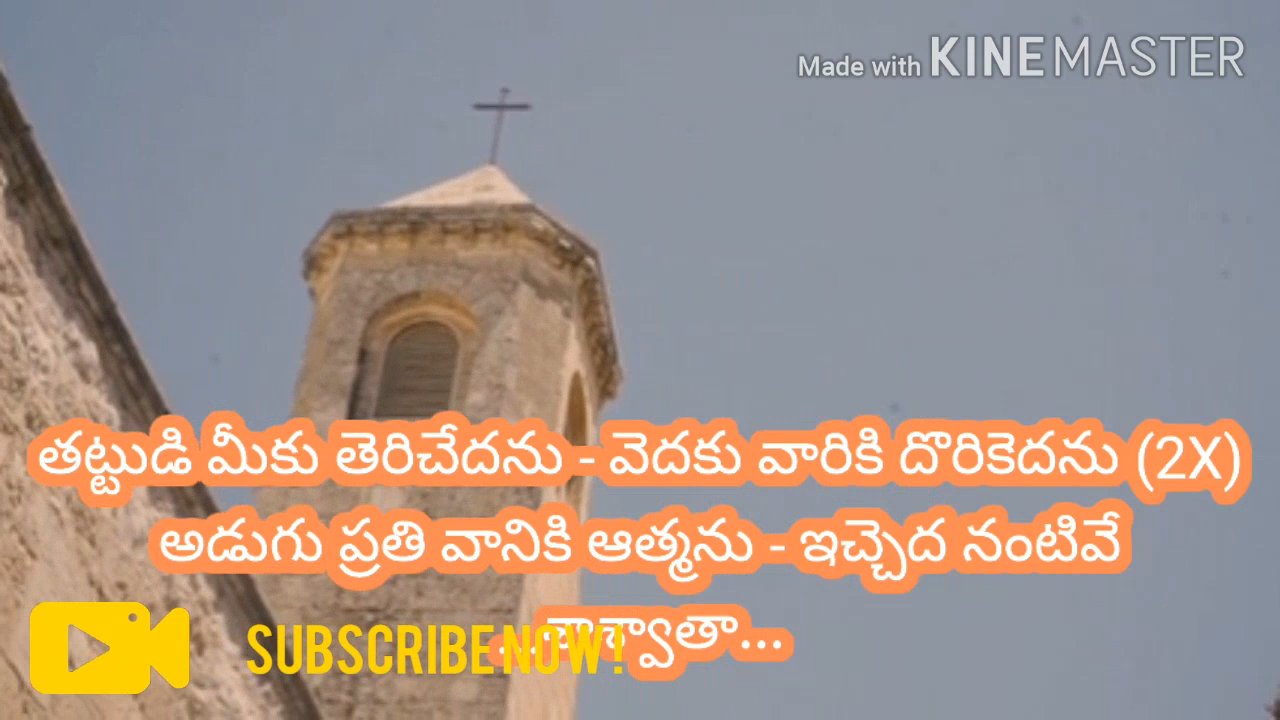 Made with KINEMASTER
తట్టుడి మీకు తెరిచేదను - వెదకు వారికి దొరికెదను (2X)
అడుగు ప్రతి వానికి ఆత్మను - ఇచ్చెద నంటివే
...శాశ్వాతా...
SUBSCRIBE NOW!